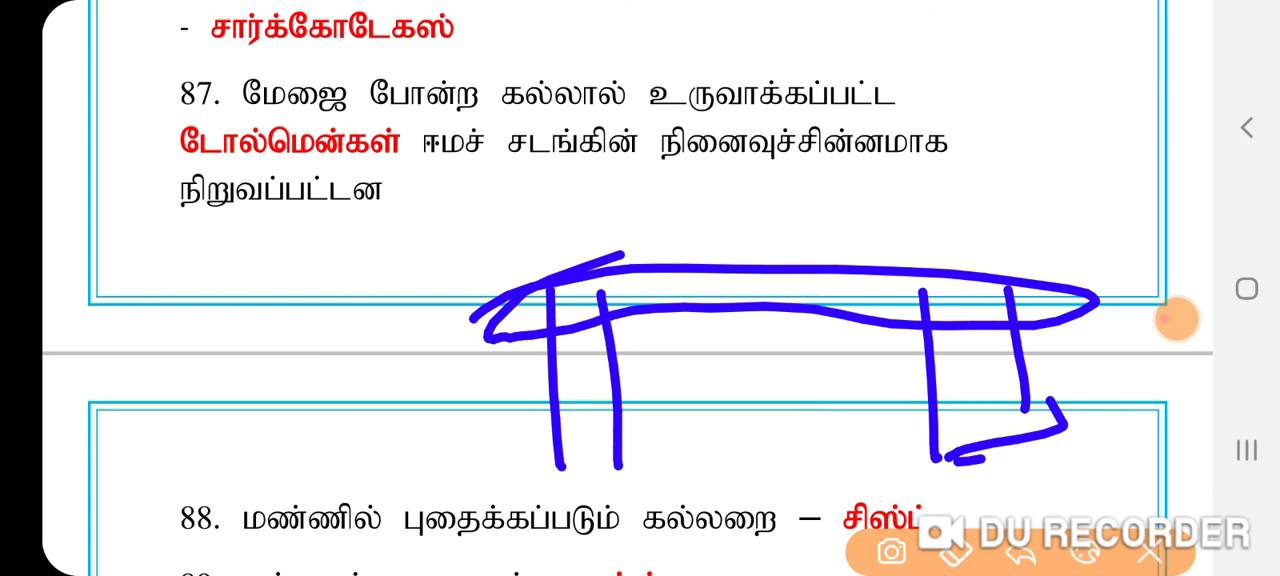 - சார்க்கோடேகஸ்
87. மேஜை போன்ற கல்லால் உருவாக்கப்பட்ட
டோல்மென்கள் ஈமச் சடங்கின் நினைவுச்சின்னமாக
நிறுவப்பட்டன
88. மண்ணில் புதைக்கப்படும் கல்லறை – சிஸ்ட்
DU RECORDER